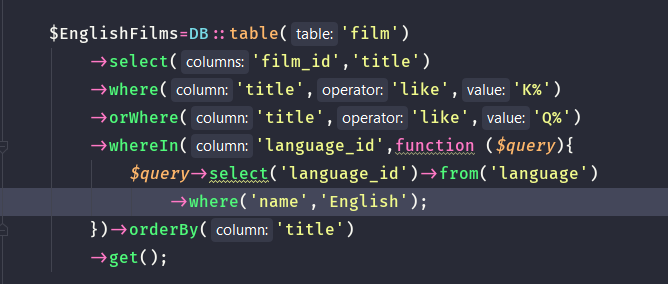 $EnglishFilms=DB::table( table: 'film')
->select( columns: 'film_id','title')
->where( column: 'title', operator: 'like', value: 'K%')
->orWhere( column: 'title', operator: 'like', value: 'Q%')
->whereIn( column: 'language_id',function ($query){
$query->select('language_id')->from('language')
->where('name','English');
})->orderBy( column: 'title')
->get();